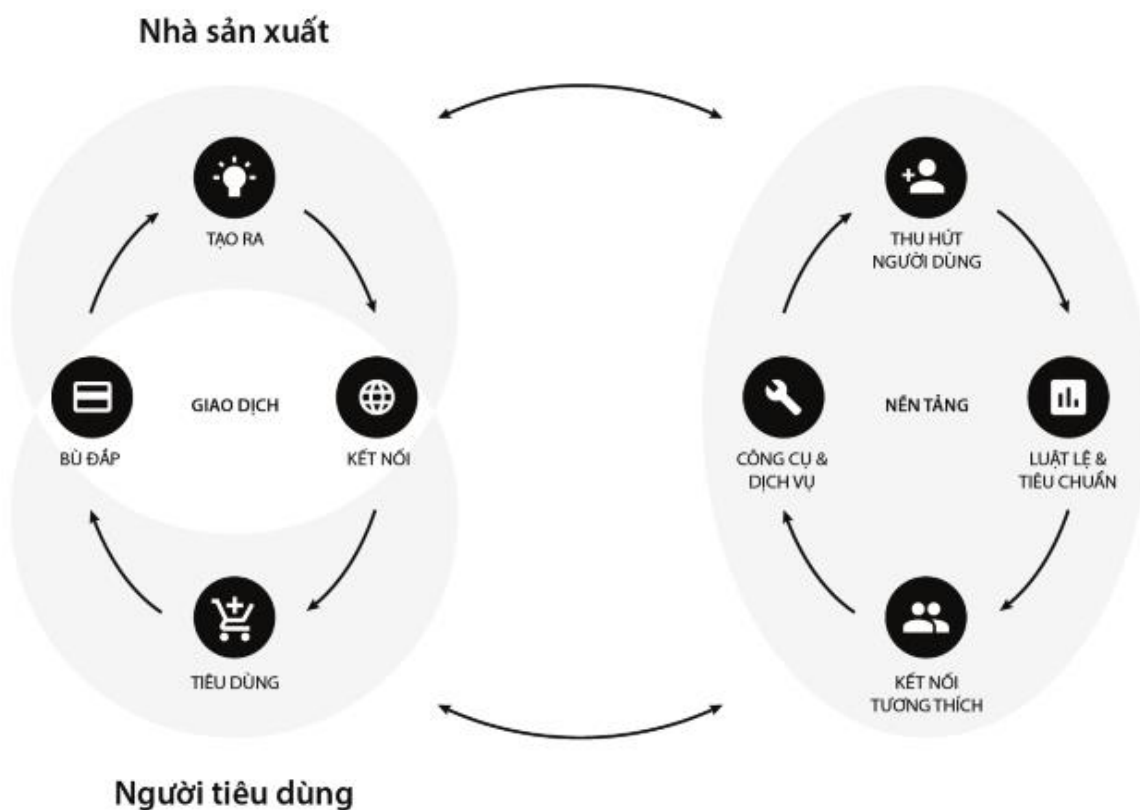 Nhà sản xuất
TẠO RA
BÙ ĐẮP
GIAO DỊCH
KẾT NỐI
TIÊU DÙNG
Người tiêu dùng
THU HÚT
NGƯỜI DÙNG
CÔNG CỤ &
DỊCH VỤ
NỀN TẢNG
LUẬT LỆ &
TIÊU CHUẨN
KẾT NỐI
TƯƠNG THÍCH